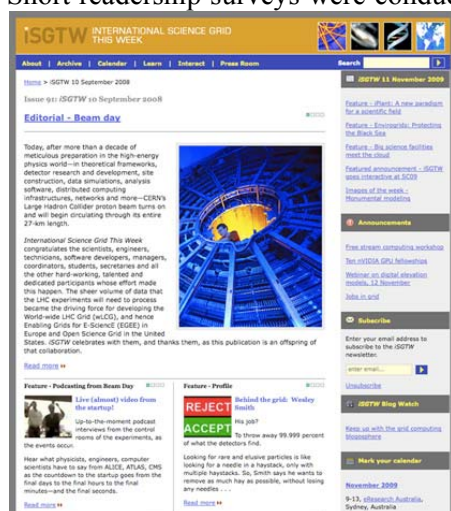 Short readership surveys were conduc
iSGTW INTERNATIONAL SCIENCE GRID
THIS WEEK
About | Archive | Calendar | Learn | Interact | Press Room
Search
Home > iSGTW 10 September 2008
Issue 91: iSGTW 10 September 2008
Editorial - Beam day
Today, after more than a decade of
meticulous preparation in the high-energy
physics world—in theoretical frameworks,
detector research and development, site
construction, data simulations, analysis
software, distributed computing
infrastructures, networks and more—CERN's
Large Hadron Collider proton beam turns on
and will begin circulating through its entire
27-km length.
International Science Grid This Week
congratulates the scientists, engineers,
technicians, software developers, managers,
coordinators, students, secretaries and all
the other hard-working, talented and
dedicated participants whose effort made
this happen. The sheer volume of data that
the LHC experiments will need to process
became the driving force for developing the
World-wide LHC Grid (wLCG), and hence
Enabling Grids for E-SciencE (EGEE) in
Europe and Open Science Grid in the United
States. iSGTW celebrates with them, and thanks them, as this publication is an offspring of
that collaboration.
Read more
Feature - Podcasting from Beam Day
Live (almost) video from
the startup!
Up-to-the-moment podcast
interviews from the control
rooms of the experiments, as
the events occur.
Hear what physicists, engineers, computer
scientists have to say from ALICE, ATLAS, CMS
as the countdown to the startup goes from the
final days to the final hours to the final
minutes—and the final seconds.
Read more
Feature - Profile
REJECT
ACCEPT
Behind the grid: Wesley
Smith
His job?
To throw away 99.999 percent
of what the detectors find.
Looking for rare and elusive particles is like
looking for a needle in a haystack, only with
multiple haystacks. So, Smith says he wants to
remove as much hay as possible, without losing
any needles . . .
Read more
iSGTW 11 November 2009
Feature - iPlant: A new paradigm
for a scientific field
Feature - Envirogrids: Protecting
the Black Sea
Feature - Big science facilities
meet the cloud
Featured announcement - iSGTW
goes interactive at SC09
Images of the week -
Monumental modeling
Announcements
Free stream computing workshop
Ten nVIDIA GPU fellowships
Webinar on digital elevation
models, 12 November
Jobs in grid
Subscribe
Enter your email address to
subscribe to the iSGTW
newsletter.
enter email...
Unsubscribe
iSGTW Blog Watch
Keep up with the grid computing
blogosphere
Mark your calendar
November 2009
9-13, eResearch Australia,
Sydney, Australia